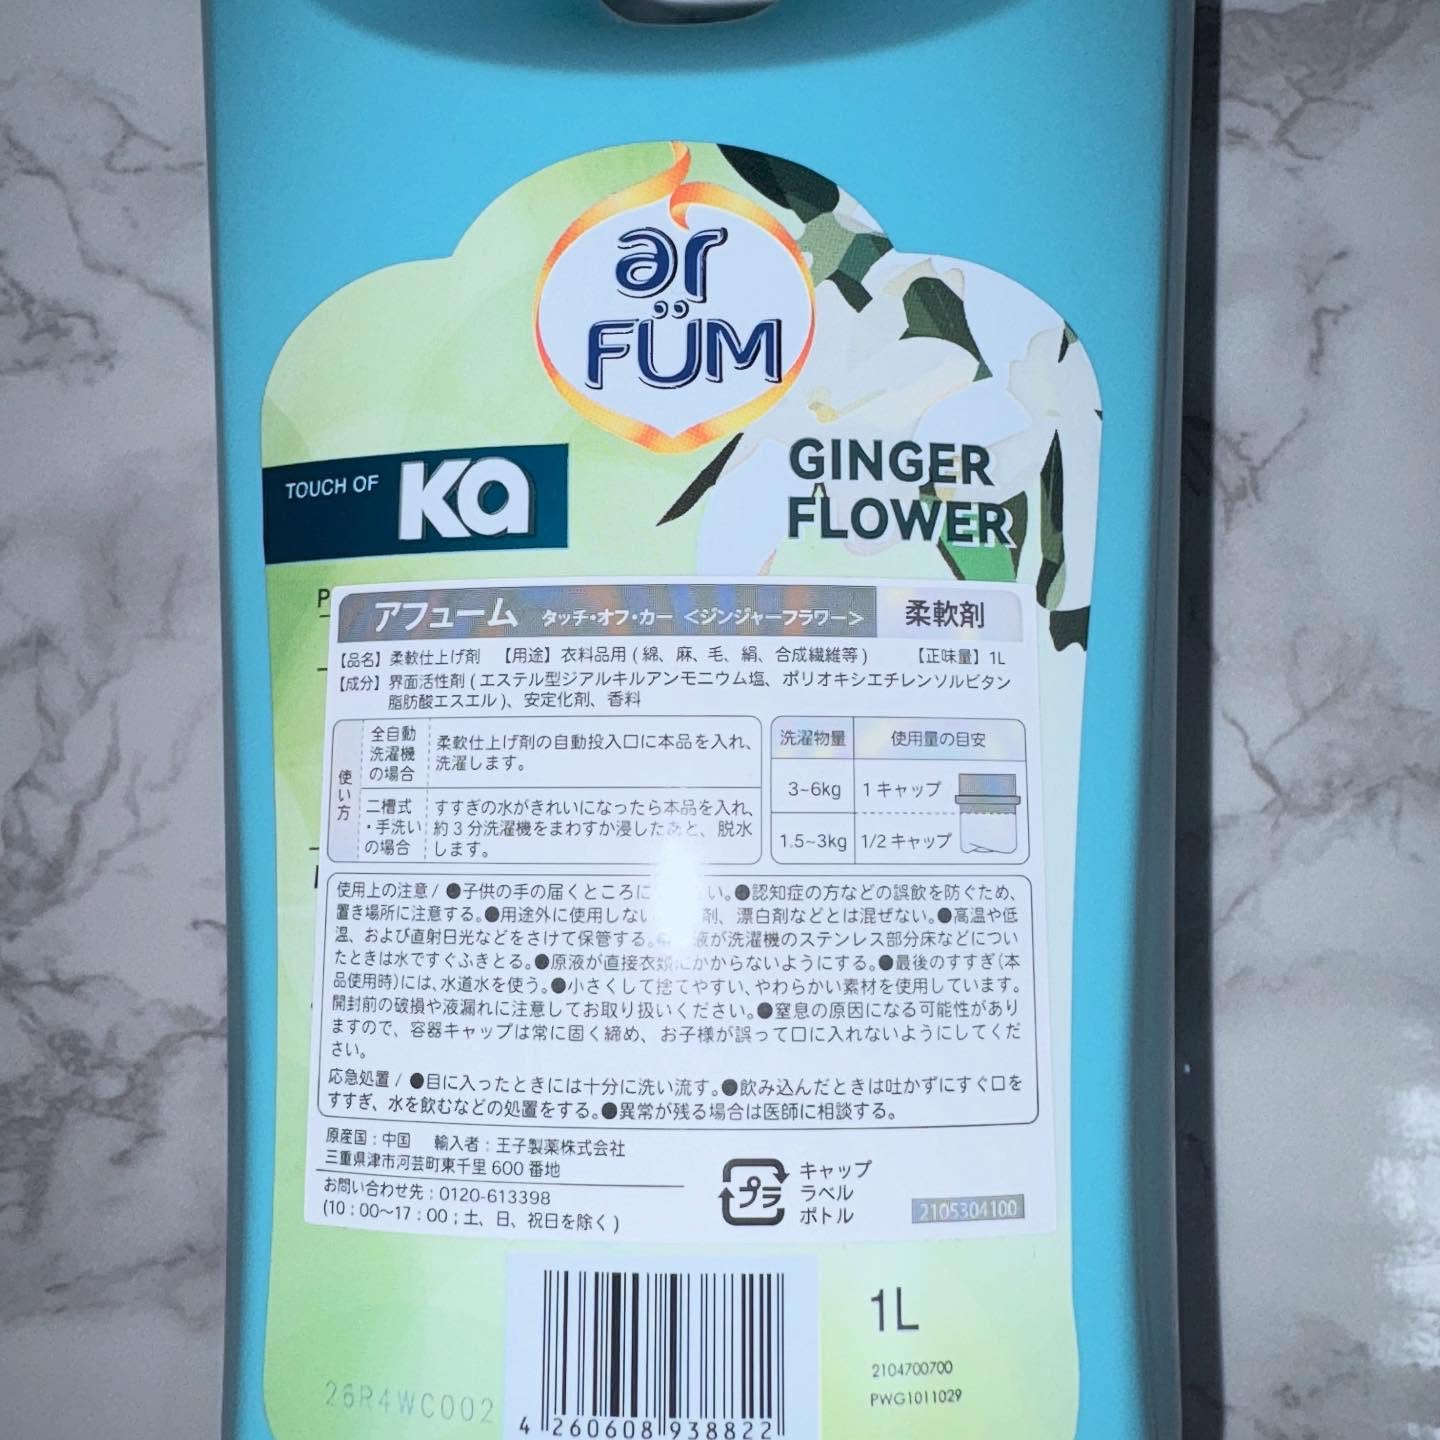 ar
FÜM
TOUCH OF Ka
GINGER
FLOWER
P
アフューム タッチ・オフ・カー <ジンジャーフラワー> 柔軟剤
【品名】柔軟仕上げ剤 【用途】衣料品用(綿、麻、毛、絹、合成繊維等) 【正味量】1L
【成分】界面活性剤(エステル型ジアルキルアンモニウム塩、ポリオキシエチレンソルビタン
脂肪酸エスエル)、安定化剤、香料
使い方
全自動
洗濯機
の場合
柔軟仕上げ剤の自動投入口に本品を入れ、
洗濯します。
二槽式
・手洗い
の場合
すすぎの水がきれいになったら本品を入れ、
約3分洗濯機をまわすか浸したあと、脱水
します。
洗濯物量 使用量の目安
3~6kg 1キャップ
1.5~3kg 1/2キャップ
使用上の注意/ ●子供の手の届くところに い。●認知症の方などの誤飲を防ぐため、
置き場所に注意する。●用途外に使用しない 剤、漂白剤などとは混ぜない。●高温や低
温、および直射日光などをさけて保管する。 液が洗濯機のステンレス部分床などについ
たときは水ですぐふきとる。●原液が直接衣類にかからないようにする。●最後のすすぎ(本
品使用時)には、水道水を使う。●小さくして捨てやすい、やわらかい素材を使用しています。
開封前の破損や液漏れに注意してお取り扱いください。●窒息の原因になる可能性があり
ますので、容器キャップは常に固く締め、お子様が誤って口に入れないようにしてくだ
さい。
応急処置/ ●目に入ったときには十分に洗い流す。●飲み込んだときは吐かずにすぐ口を
すすぎ、水を飲むなどの処置をする。●異常が残る場合は医師に相談する。
原産国:中国 輸入者:王子製薬株式会社
三重県津市河芸町東千里600番地
お問い合わせ先:0120-613398
(10:00〜17:00;土、日、祝日を除く)
プラ
キャップ
ラベル
ボトル
2105304100
1L
2104700700
PWG1011029
26R4WC002
4 260608 938822